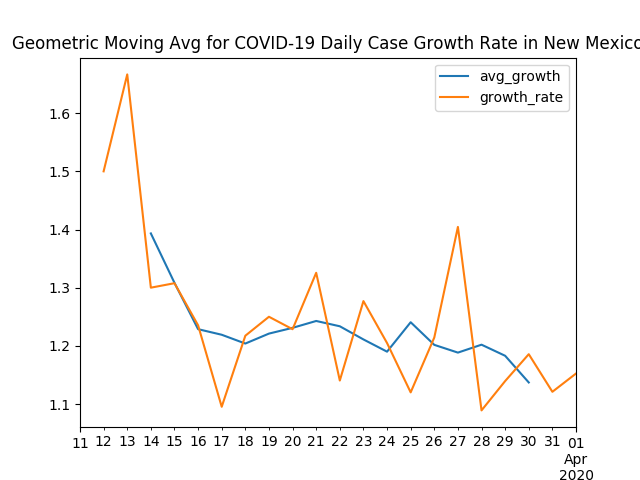 Geometric Moving Avg for COVID-19 Daily Case Growth Rate in New Mexico
avg_growth
growth_rate
1.6
1.5
1.4
1.3
1.2
1.1
11 12 13 14 15 16 17 18 19 20 21 22 23 24 25 26 27 28 29 30 31 01
Apr
2020